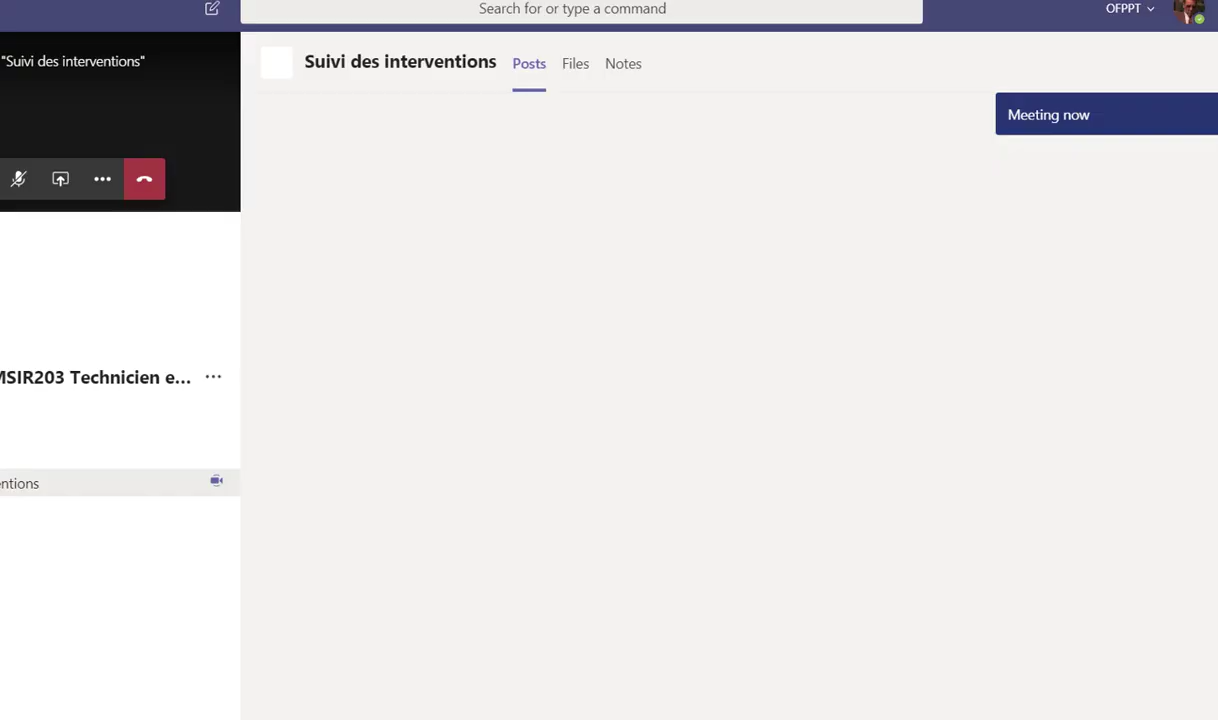 Search for or type a command
OFPPT
"Suivi des interventions"
Suivi des interventions
Posts
Files
Notes
Meeting now
MSIR203 Technicien e...
entions